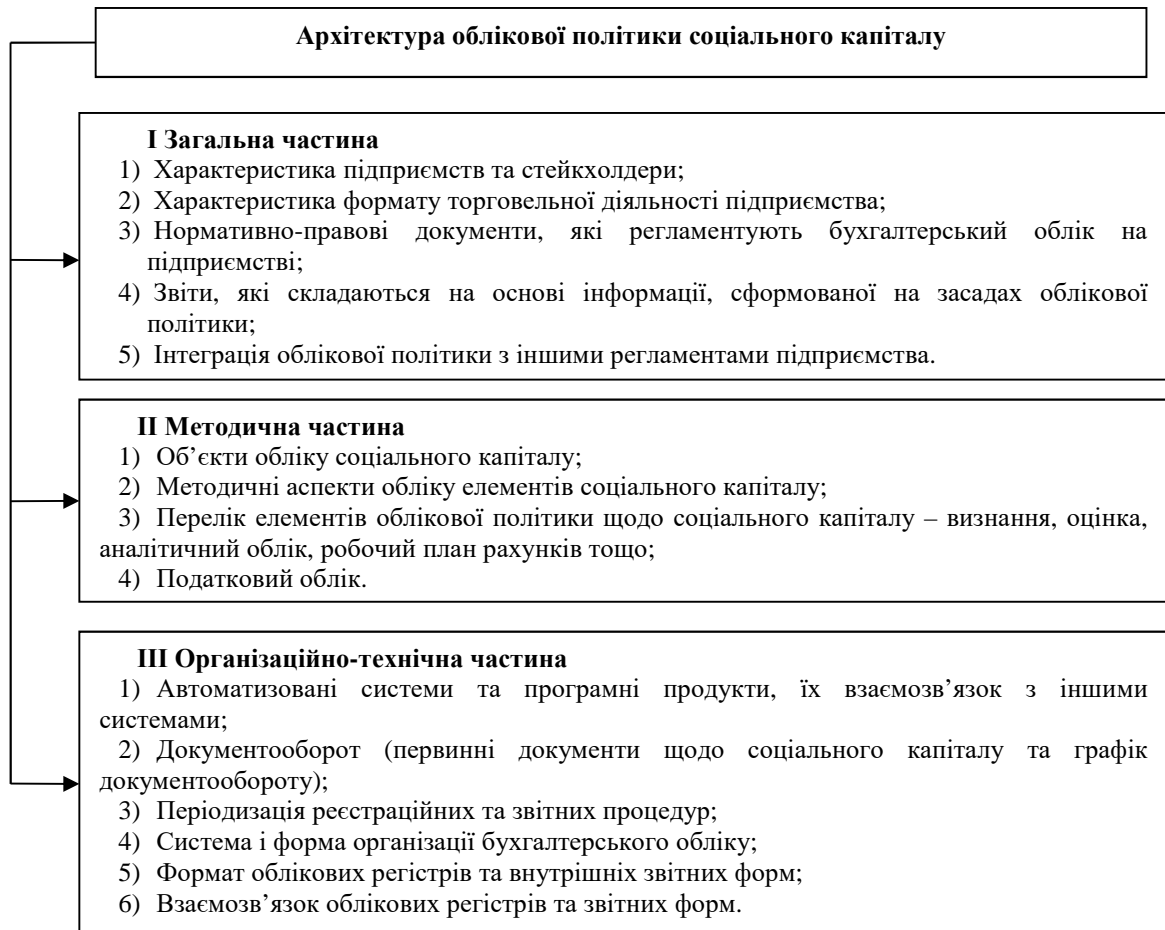 Архітектура облікової політики соціального капіталу
I Загальна частина
1) Характеристика підприємств та стейкхолдери;
2) Характеристика формату торговельної діяльності підприємства;
3) Нормативно-правові документи, які регламентують бухгалтерський облік на
підприємстві;
4) Звіти, які складаються на основі інформації, сформованої на засадах облікової
політики;
5) Інтеграція облікової політики з іншими регламентами підприємства.
II Методична частина
1) Об’єкти обліку соціального капіталу;
2) Методичні аспекти обліку елементів соціального капіталу;
3) Перелік елементів облікової політики щодо соціального капіталу – визнання, оцінка,
аналітичний облік, робочий план рахунків тощо;
4) Податковий облік.
III Організаційно-технічна частина
1) Автоматизовані системи та програмні продукти, їх взаємозв’язок з іншими
системами;
2) Документооборот (первинні документи щодо соціального капіталу та графік
документообороту);
3) Періодизація реєстраційних та звітних процедур;
4) Система і форма організації бухгалтерського обліку;
5) Формат облікових регістрів та внутрішніх звітних форм;
6) Взаємозв’язок облікових регістрів та звітних форм.